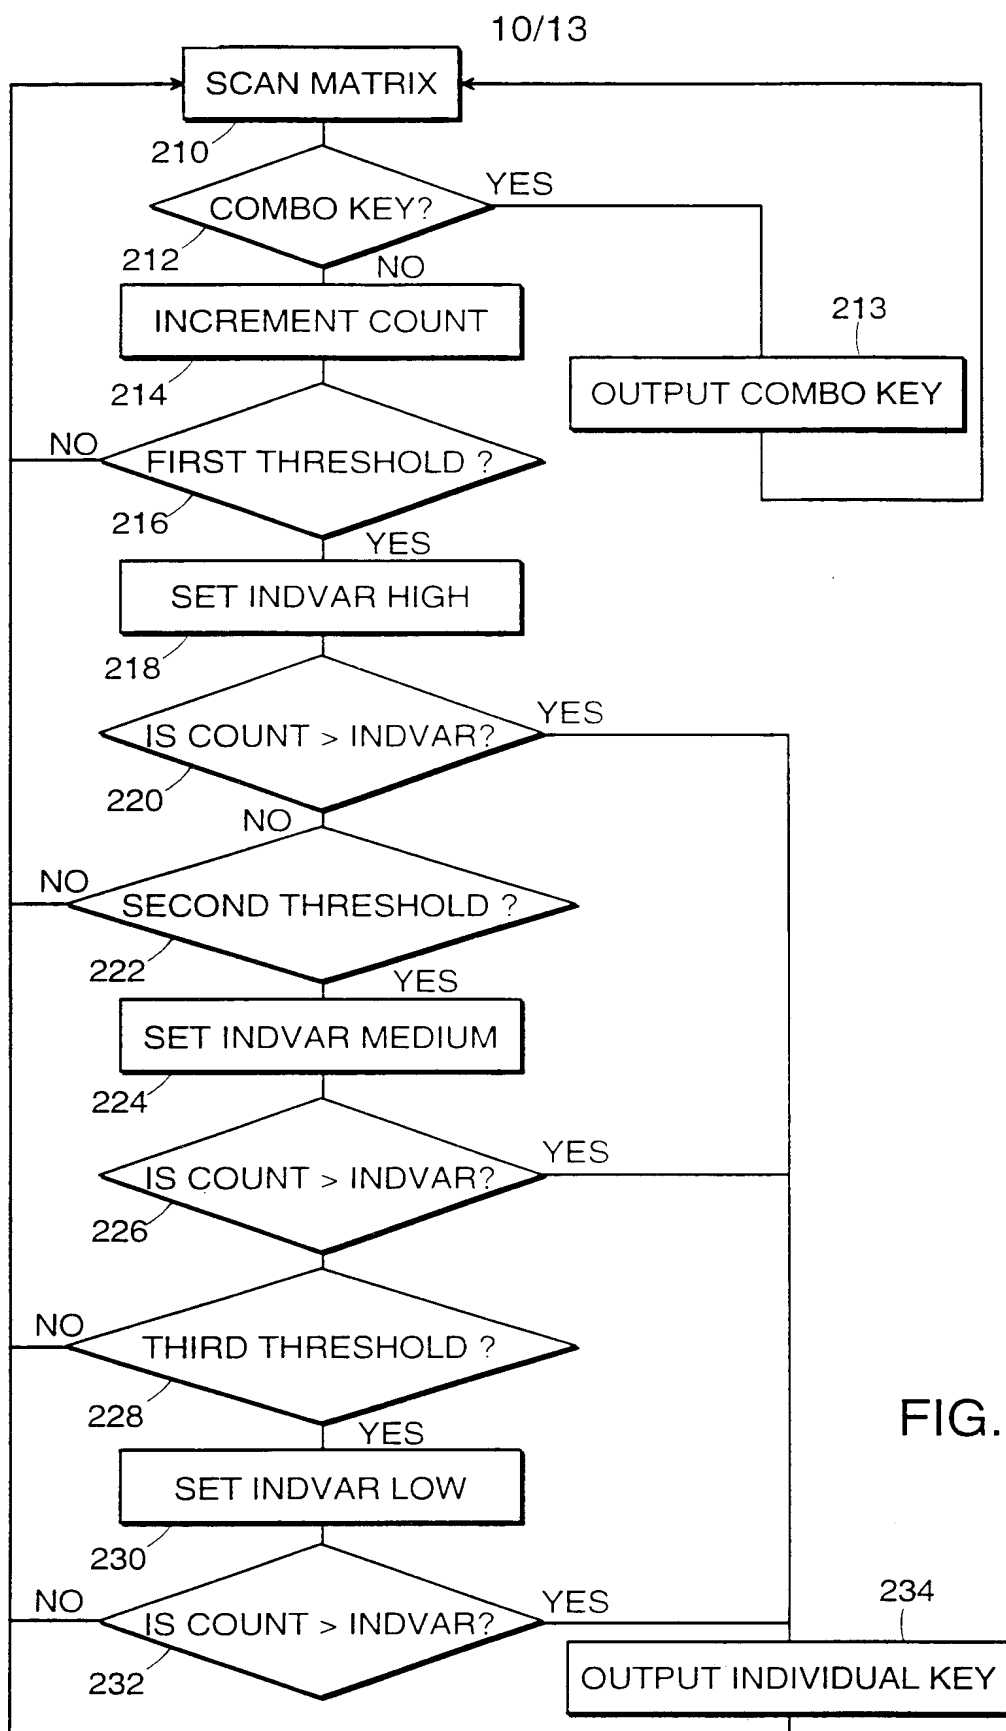 10/13
SCAN MATRIX
210
COMBO KEY?
YES
212
NO
INCREMENT COUNT
213
214
OUTPUT COMBO KEY
NO
FIRST THRESHOLD ?
216
YES
SET INDVAR HIGH
218
YES
IS COUNT > INDVAR?
220
NO
NO
SECOND THRESHOLD ?
222
YES
SET INDVAR MEDIUM
224
YES
IS COUNT > INDVAR?
226
NO
THIRD THRESHOLD ?
228
YES
FIG.
SET INDVAR LOW
230
NO
YES
234
IS COUNT > INDVAR?
232
OUTPUT INDIVIDUAL KEY